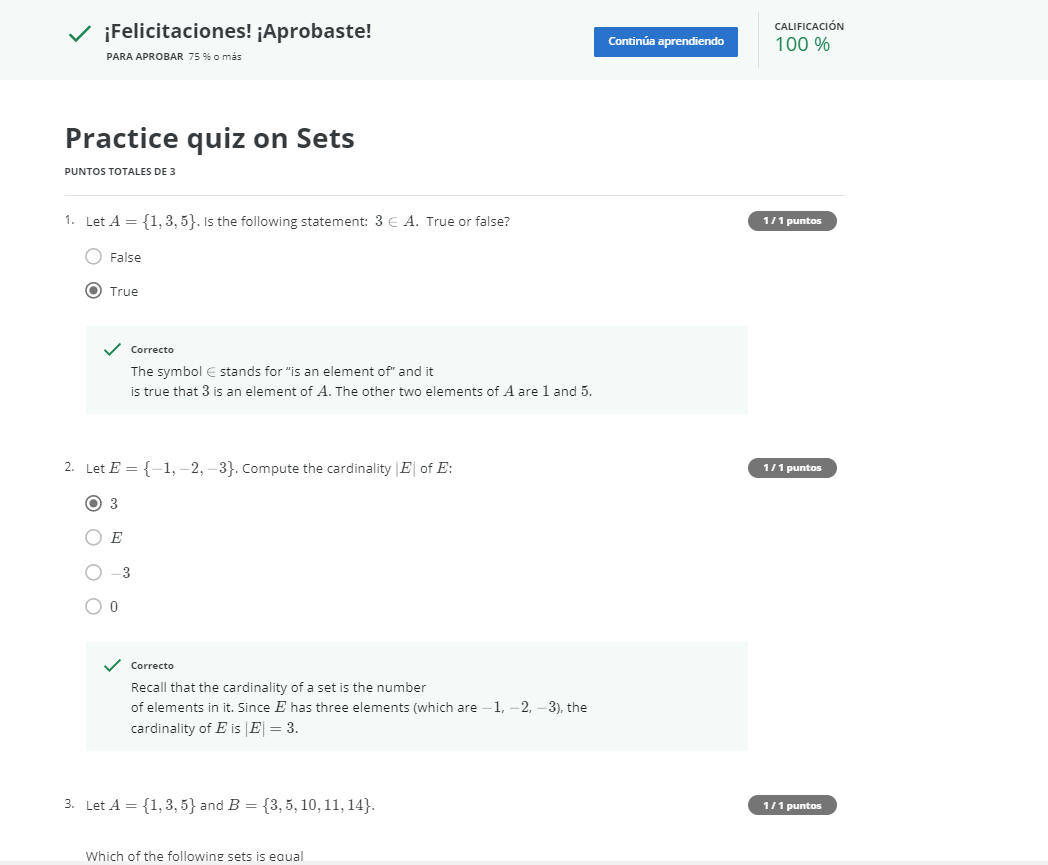 ¡Felicitaciones! ¡Aprobaste!
PARA APROBAR 75 % o más
Continúa aprendiendo
CALIFICACIÓN
100 %
Practice quiz on Sets
PUNTOS TOTALES DE 3
1. Let A = {1, 3, 5}. Is the following statement: 3 ∈ A. True or false?
1 / 1 puntos
False
True
Correcto
The symbol ∈ stands for “is an element of” and it
is true that 3 is an element of A. The other two elements of A are 1 and 5.
2. Let E = {−1, −2, −3}. Compute the cardinality |E| of E:
1 / 1 puntos
3
E
−3
0
Correcto
Recall that the cardinality of a set is the number
of elements in it. Since E has three elements (which are −1, −2, −3), the
cardinality of E is |E| = 3.
3. Let A = {1, 3, 5} and B = {3, 5, 10, 11, 14}.
1 / 1 puntos
Which of the following sets is equal